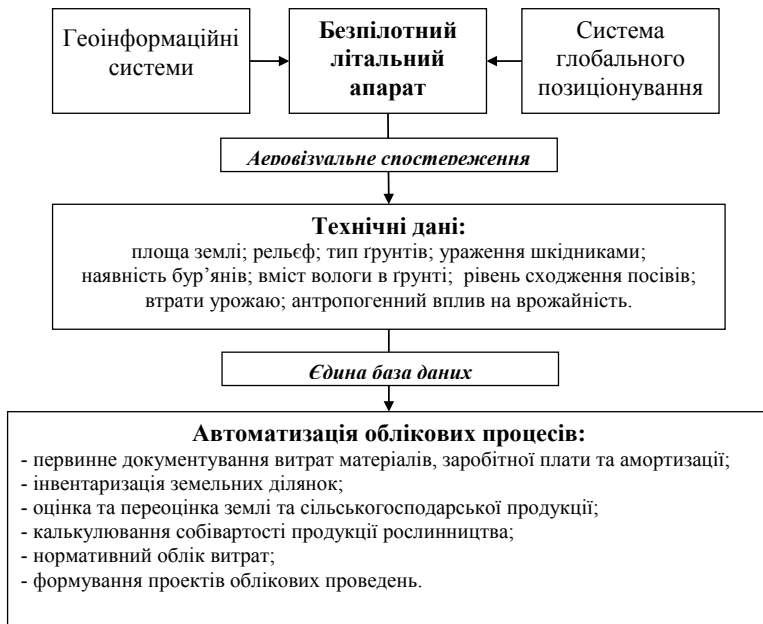 Геоінформаційні
системи
Безпілотний
літальний
апарат
Система
глобального
позиціонування
Аеровізуальне спостереження
Технічні дані:
площа землі; рельєф; тип ґрунтів; ураження шкідниками;
наявність бур’янів; вміст вологи в ґрунті; рівень сходження посівів;
втрати урожаю; антропогенний вплив на врожайність.
Єдина база даних
Автоматизація облікових процесів:
- первинне документування витрат матеріалів, заробітної плати та амортизації;
- інвентаризація земельних ділянок;
- оцінка та переоцінка землі та сільськогосподарської продукції;
- калькулювання собівартості продукції рослинництва;
- нормативний облік витрат;
- формування проектів облікових проведень.